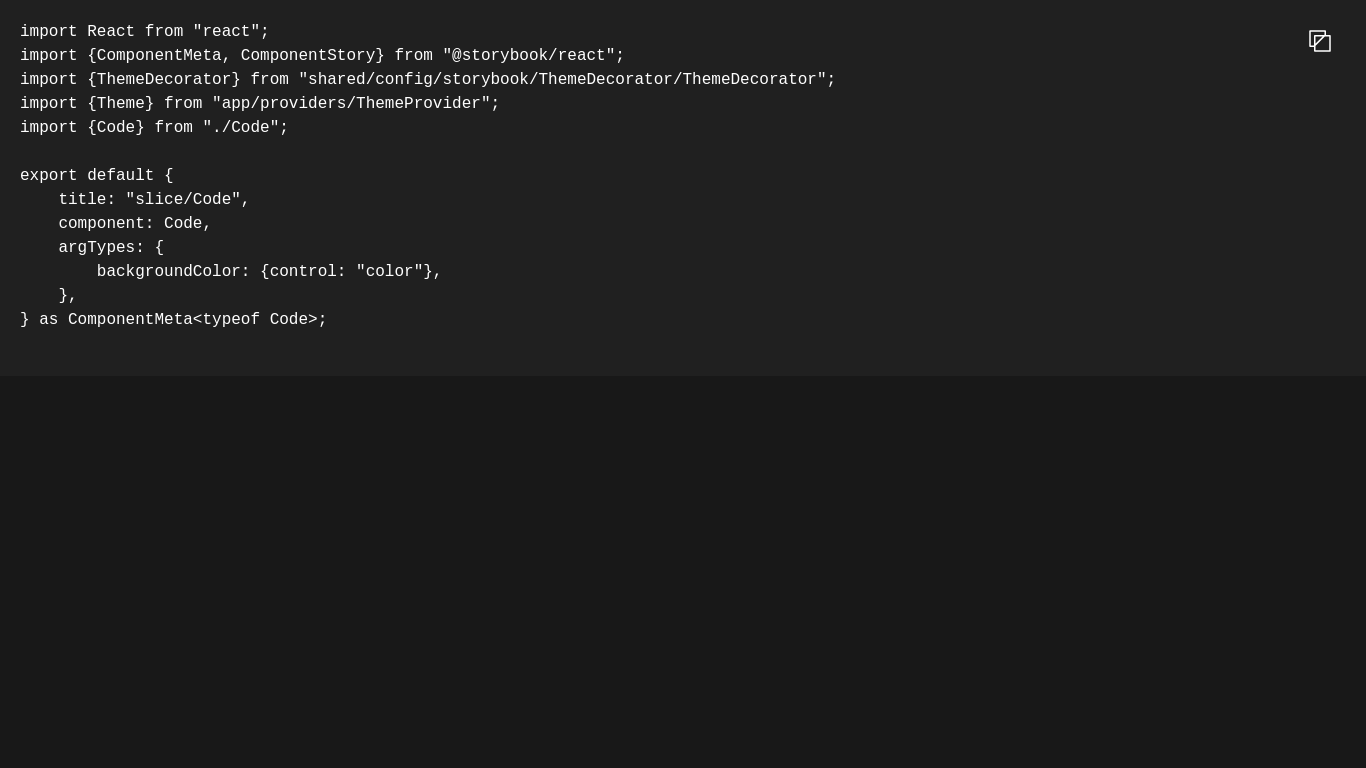 import React from "react";
import {ComponentMeta, ComponentStory} from "@storybook/react";
import {ThemeDecorator} from "shared/config/storybook/ThemeDecorator/ThemeDecorator";
import {Theme} from "app/providers/ThemeProvider";
import {Code} from "./Code";

export default {
    title: "slice/Code",
    component: Code,
    argTypes: {
        backgroundColor: {control: "color"},
    },
} as ComponentMeta<typeof Code>;